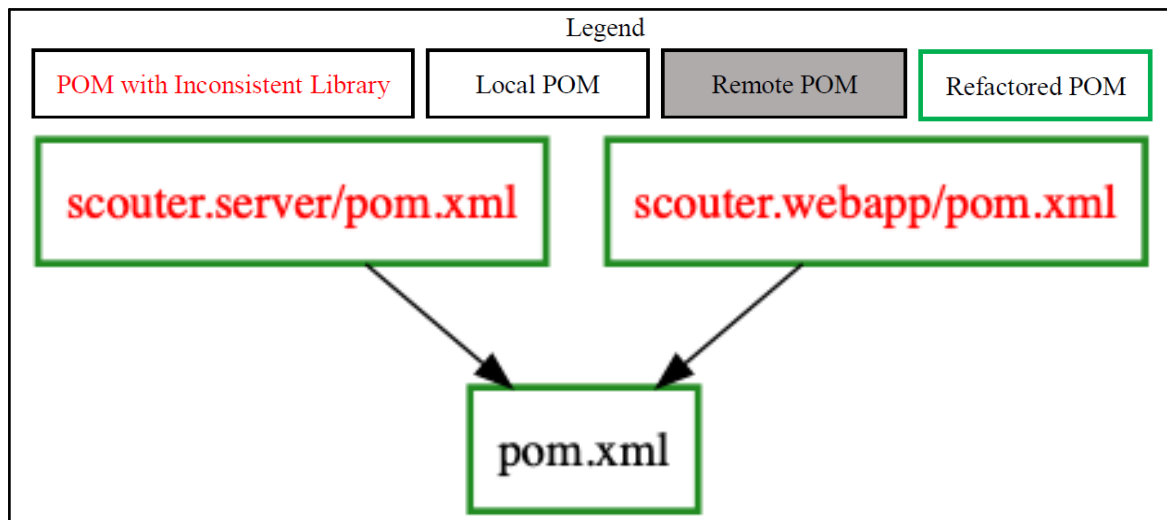 Legend
POM with Inconsistent Library
Local POM
Remote POM
Refactored POM
scouter.server/pom.xml
scouter.webapp/pom.xml
pom.xml